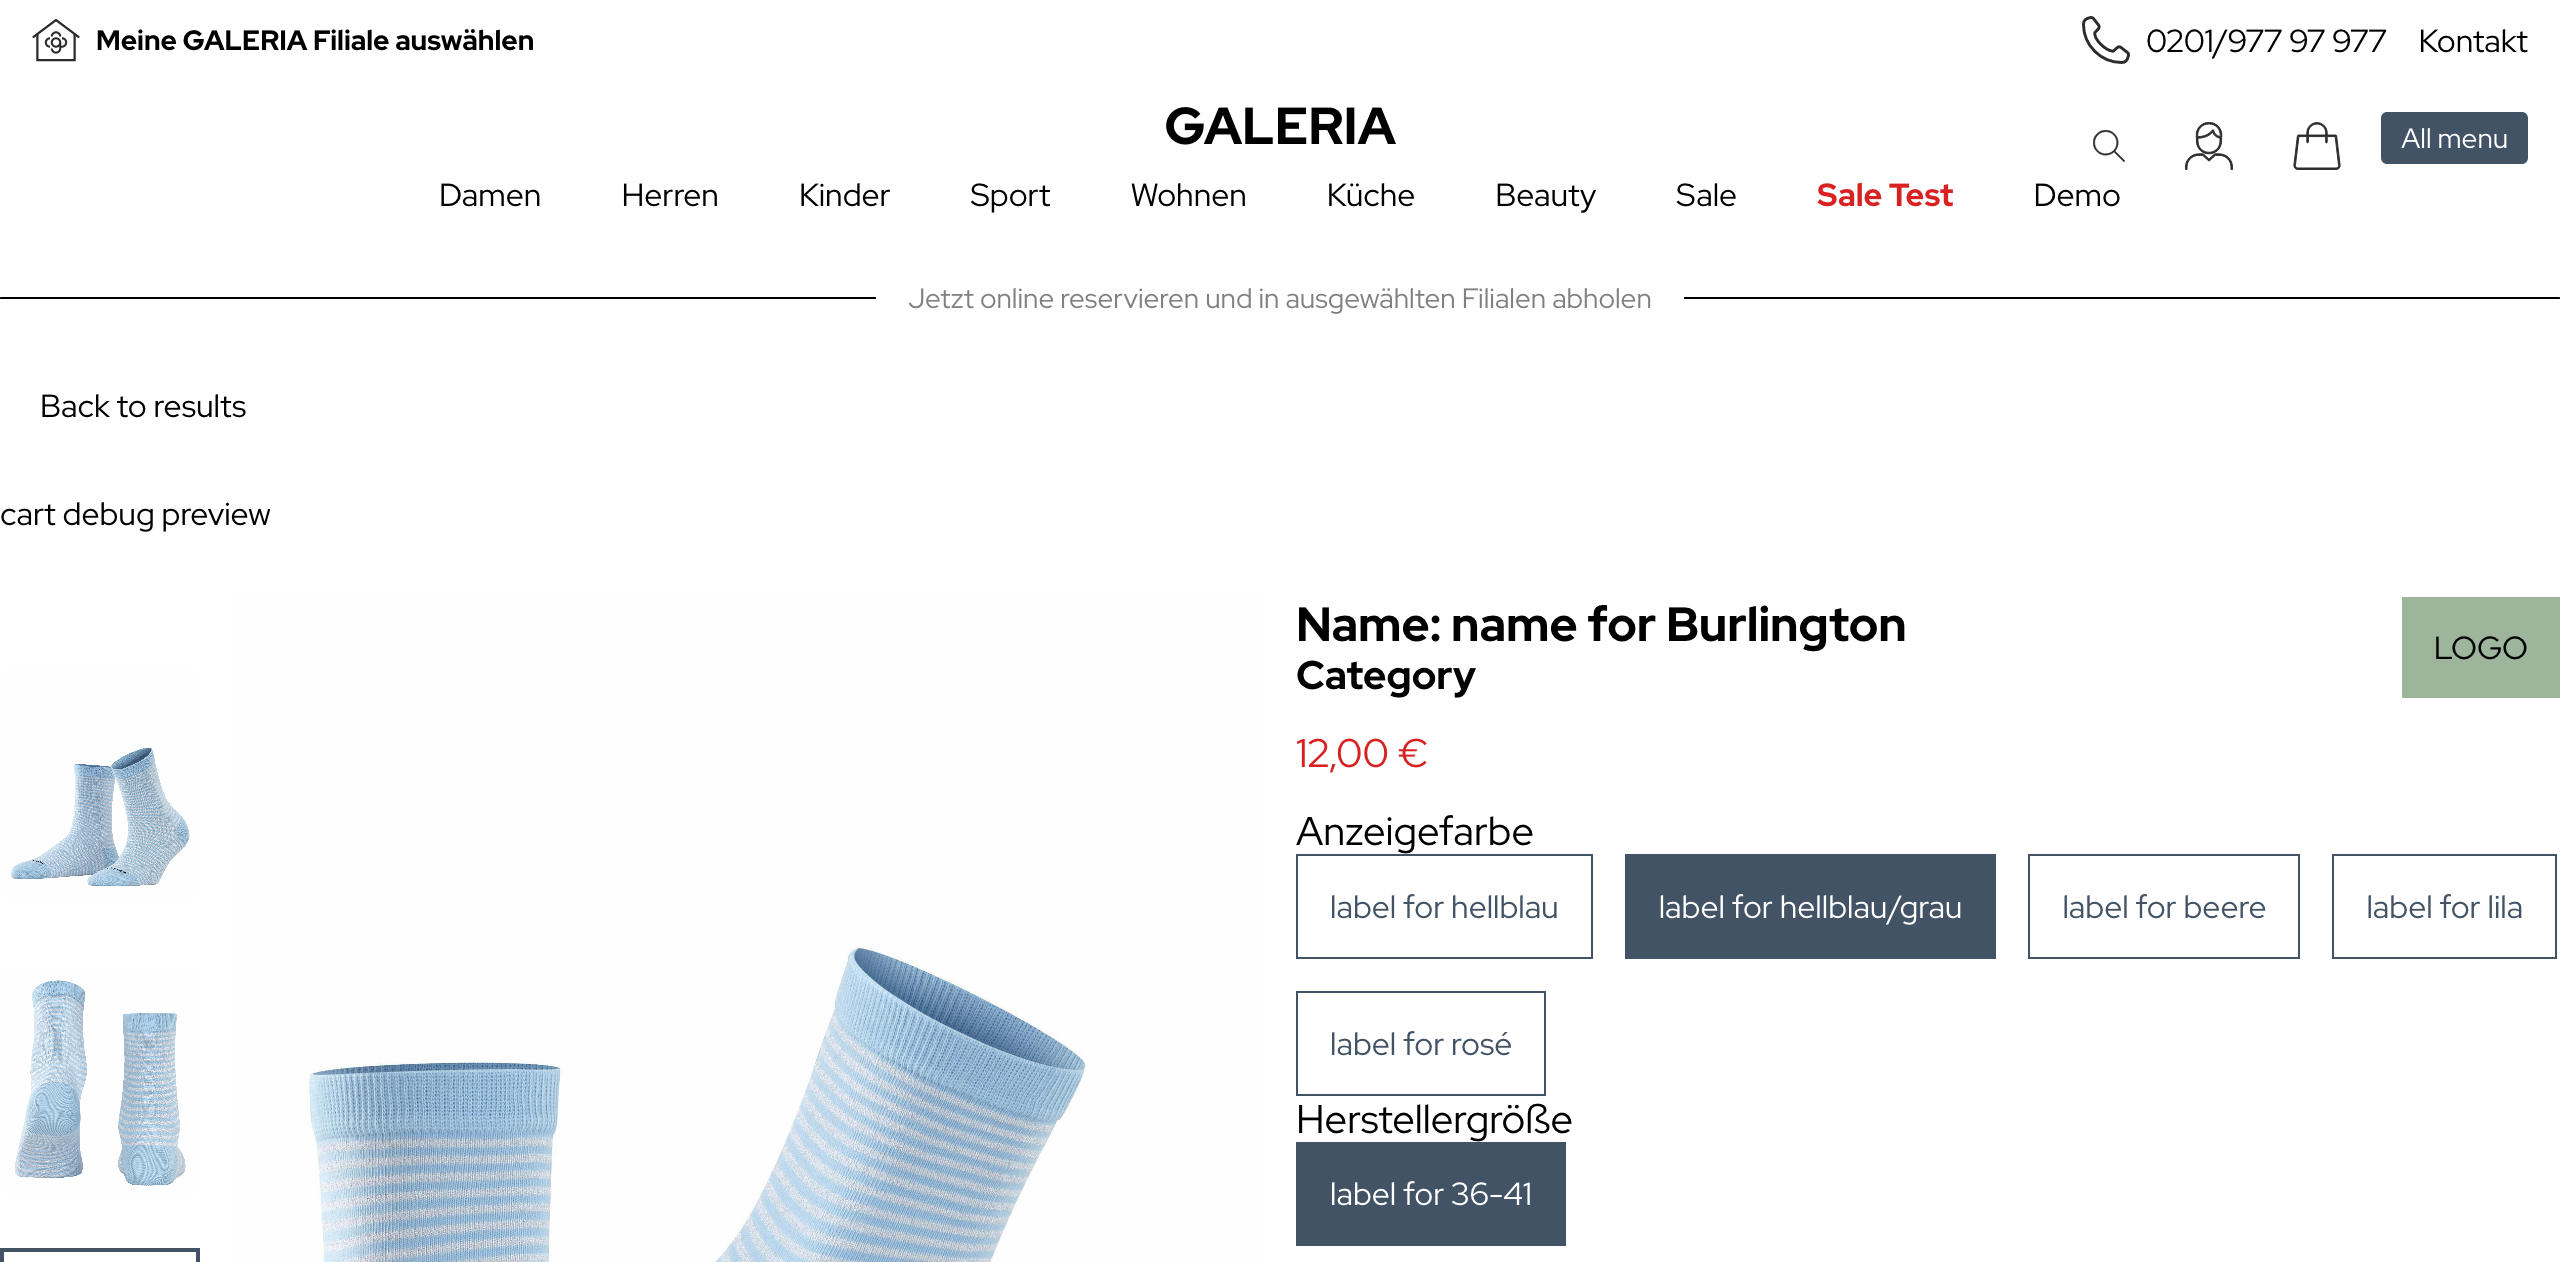 Meine GALERIA Filiale auswählen
0201/977 97 977 Kontakt
GALERIA
All menu
Damen Herren Kinder Sport Wohnen Küche Beauty Sale Sale Test Demo
Jetzt online reservieren und in ausgewählten Filialen abholen
Back to results
cart debug preview
Name: name for Burlington
LOGO
Category
12,00 €
Anzeigefarbe
label for hellblau label for hellblau/grau label for beere label for lila
label for rosé
Herstellergröße
label for 36-41